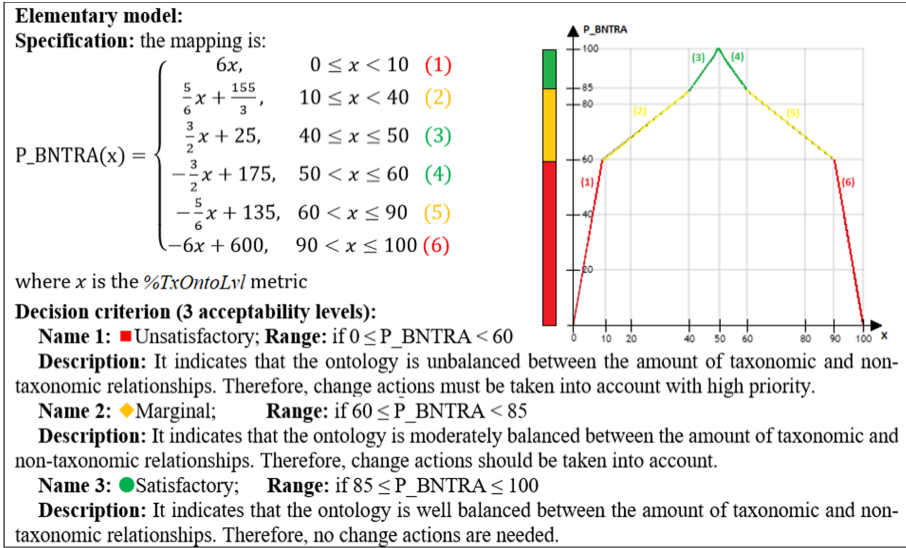 Elementary model:
Specification: the mapping is:
P_BNTRA(x) =
6x, 0 ≤ x < 10 (1)
5/6 x + 155/3, 10 ≤ x < 40 (2)
3/2 x + 25, 40 ≤ x ≤ 50 (3)
−3/2 x + 175, 50 < x ≤ 60 (4)
−5/6 x + 135, 60 < x ≤ 90 (5)
−6x + 600, 90 < x ≤ 100 (6)
where x is the %TxOntoLvl metric
P_BNTRA
100
85
80
60
40
20
(1)
(2)
(3)
(4)
(5)
(6)
0 10 20 40 50 60 80 90 100 X
Decision criterion (3 acceptability levels):
Name 1: Unsatisfactory; Range: if 0 ≤ P_BNTRA < 60
Description: It indicates that the ontology is unbalanced between the amount of taxonomic and non-
taxonomic relationships. Therefore, change actions must be taken into account with high priority.
Name 2: Marginal; Range: if 60 ≤ P_BNTRA < 85
Description: It indicates that the ontology is moderately balanced between the amount of taxonomic and
non-taxonomic relationships. Therefore, change actions should be taken into account.
Name 3: Satisfactory; Range: if 85 ≤ P_BNTRA ≤ 100
Description: It indicates that the ontology is well balanced between the amount of taxonomic and non-
taxonomic relationships. Therefore, no change actions are needed.